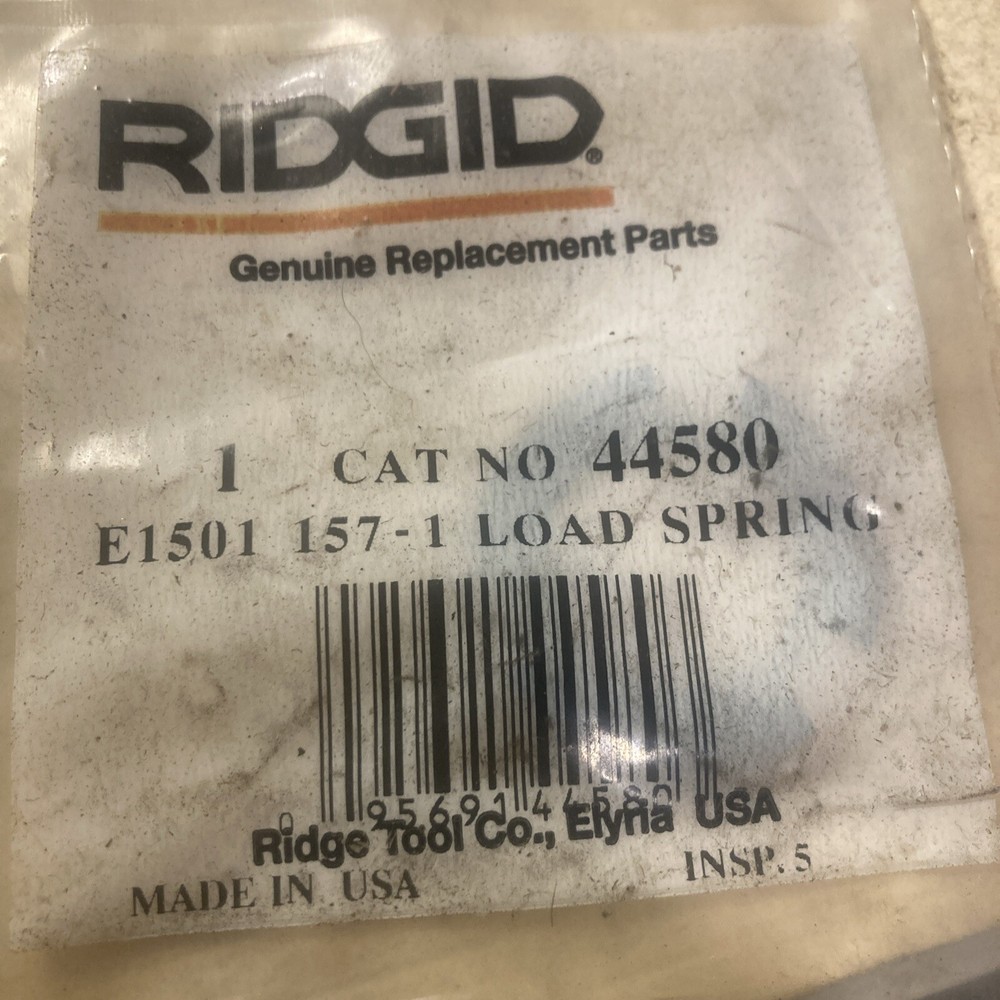 RIDGID®
Genuine Replacement Parts
1 CAT NO 44580
E1501 157-1 LOAD SPRING
0 95691 44580
Ridge Tool Co., Elyria USA
MADE IN USA
INSP. 5